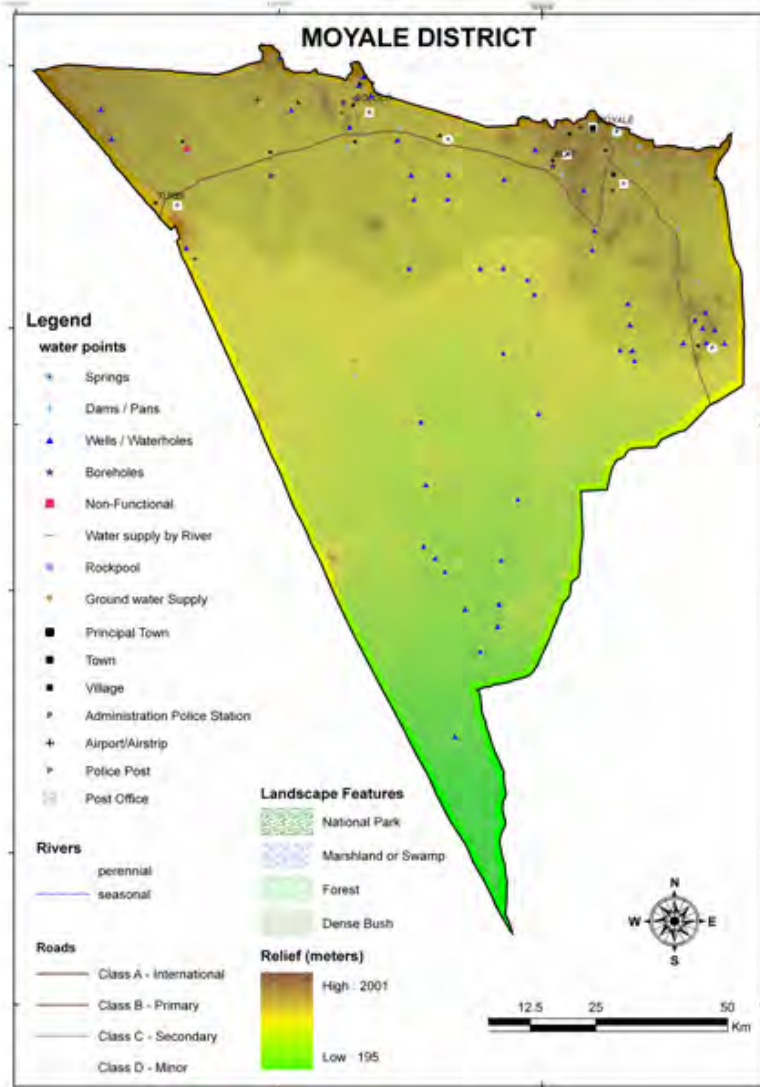 MOYALE DISTRICT
MOYALE
Legend
water points
Springs
Dams / Pans
Wells / Waterholes
Boreholes
Non-Functional
Water supply by River
Rockpool
Ground water Supply
Principal Town
Town
Village
Administration Police Station
Airport/Airstrip
Police Post
Post Office
Rivers
perennial
seasonal
Roads
Class A - International
Class B - Primary
Class C - Secondary
Class D - Minor
Landscape Features
National Park
Marshland or Swamp
Forest
Dense Bush
Relief (meters)
High : 2001
Low : 195
N
W
E
S
12.5 25 50
Km